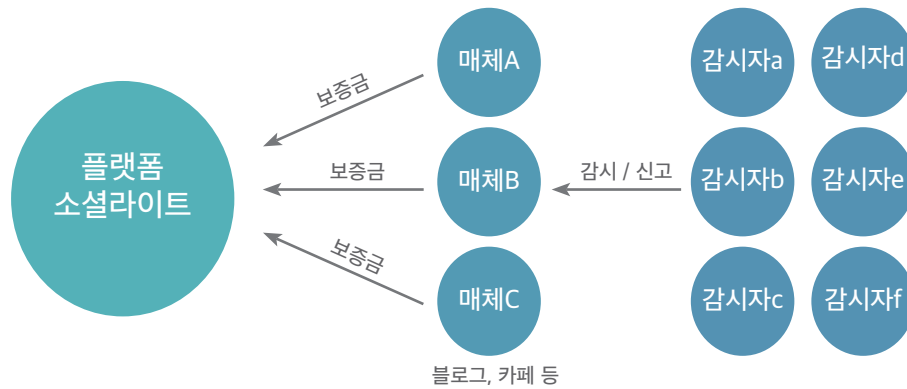 플랫폼
소셜라이트
보증금
보증금
보증금
매체A
매체B
매체C
블로그, 카페 등
감시 / 신고
감시자a
감시자d
감시자b
감시자e
감시자c
감시자f